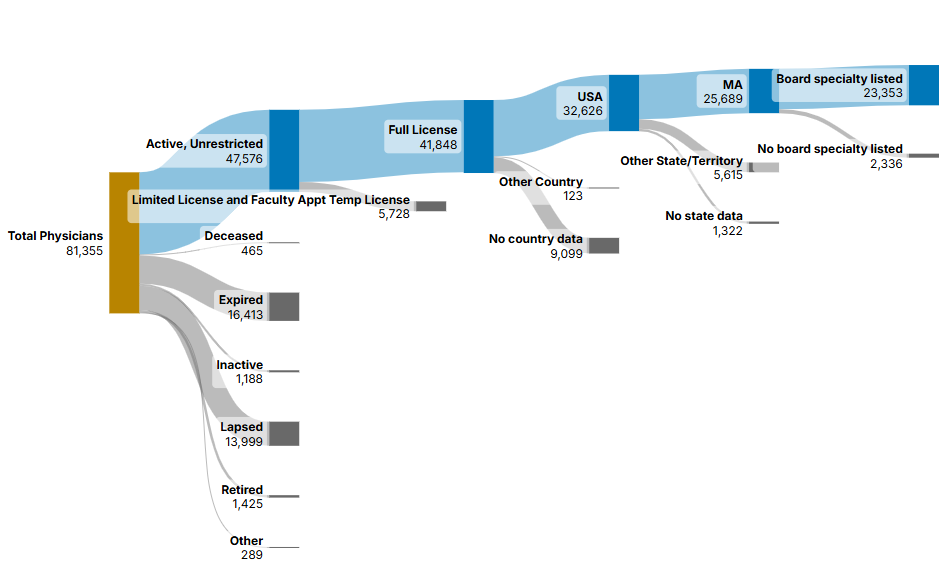 Total Physicians
81,355
Active, Unrestricted
47,576
Limited License and Faculty Appt Temp License
5,728
Deceased
465
Expired
16,413
Inactive
1,188
Lapsed
13,999
Retired
1,425
Other
289
Full License
41,848
USA
32,626
Other Country
123
No country data
9,099
MA
25,689
Other State/Territory
5,615
No state data
1,322
Board specialty listed
23,353
No board specialty listed
2,336